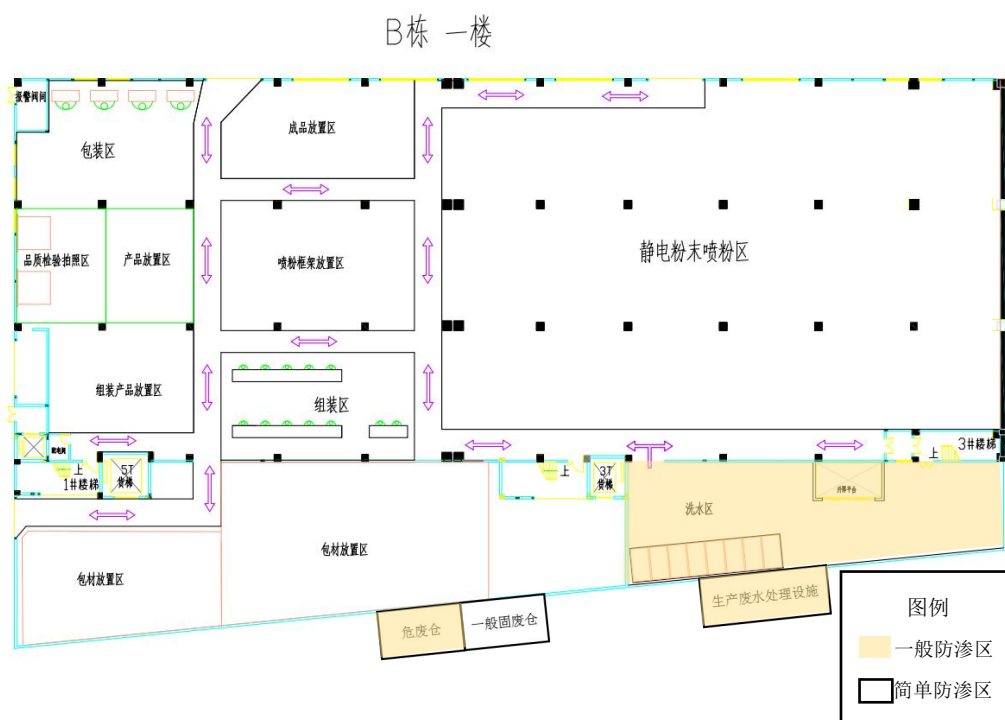 B栋 一楼
报警阀间
包装区
成品放置区
品质检验拍照区
产品放置区
喷粉框架放置区
静电粉末喷粉区
组装产品放置区
组装区
上
1#楼梯
5T
货梯
上
3T
货梯
上
3#楼梯
洗水区
升降平台
包材放置区
包材放置区
危废仓
一般固废仓
生产废水处理设施
图例
一般防渗区
简单防渗区